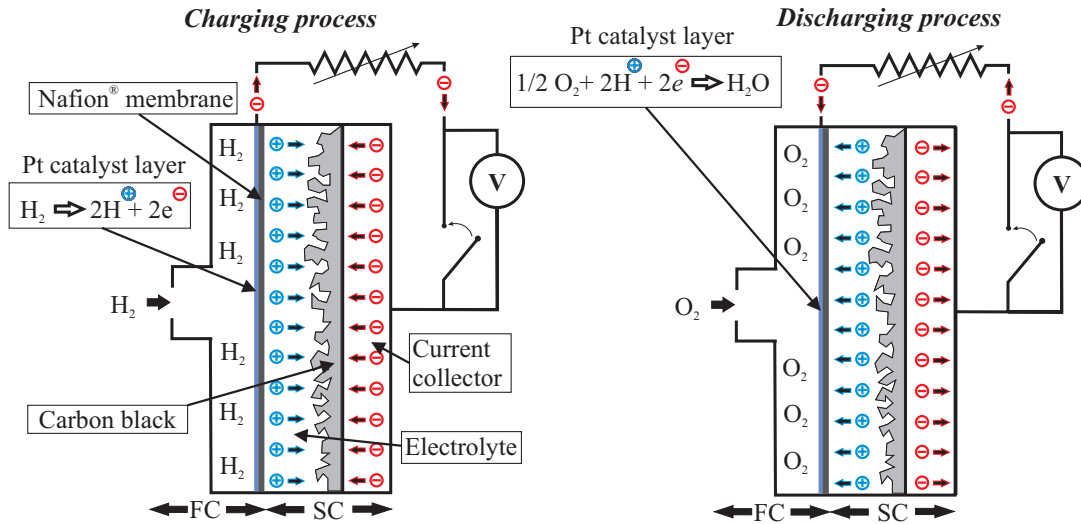 Charging process
Nafion® membrane
Pt catalyst layer
H₂ ⇨ 2H⊕ + 2e⊖
H₂
H₂
H₂
H₂
H₂
H₂
H₂
V
Current
collector
Carbon black
Electrolyte
FC
SC
Discharging process
Pt catalyst layer
1/2 O₂ + 2H⊕ + 2e⊖ ⇨ H₂O
O₂
O₂
O₂
O₂
O₂
O₂
O₂
V
FC
SC